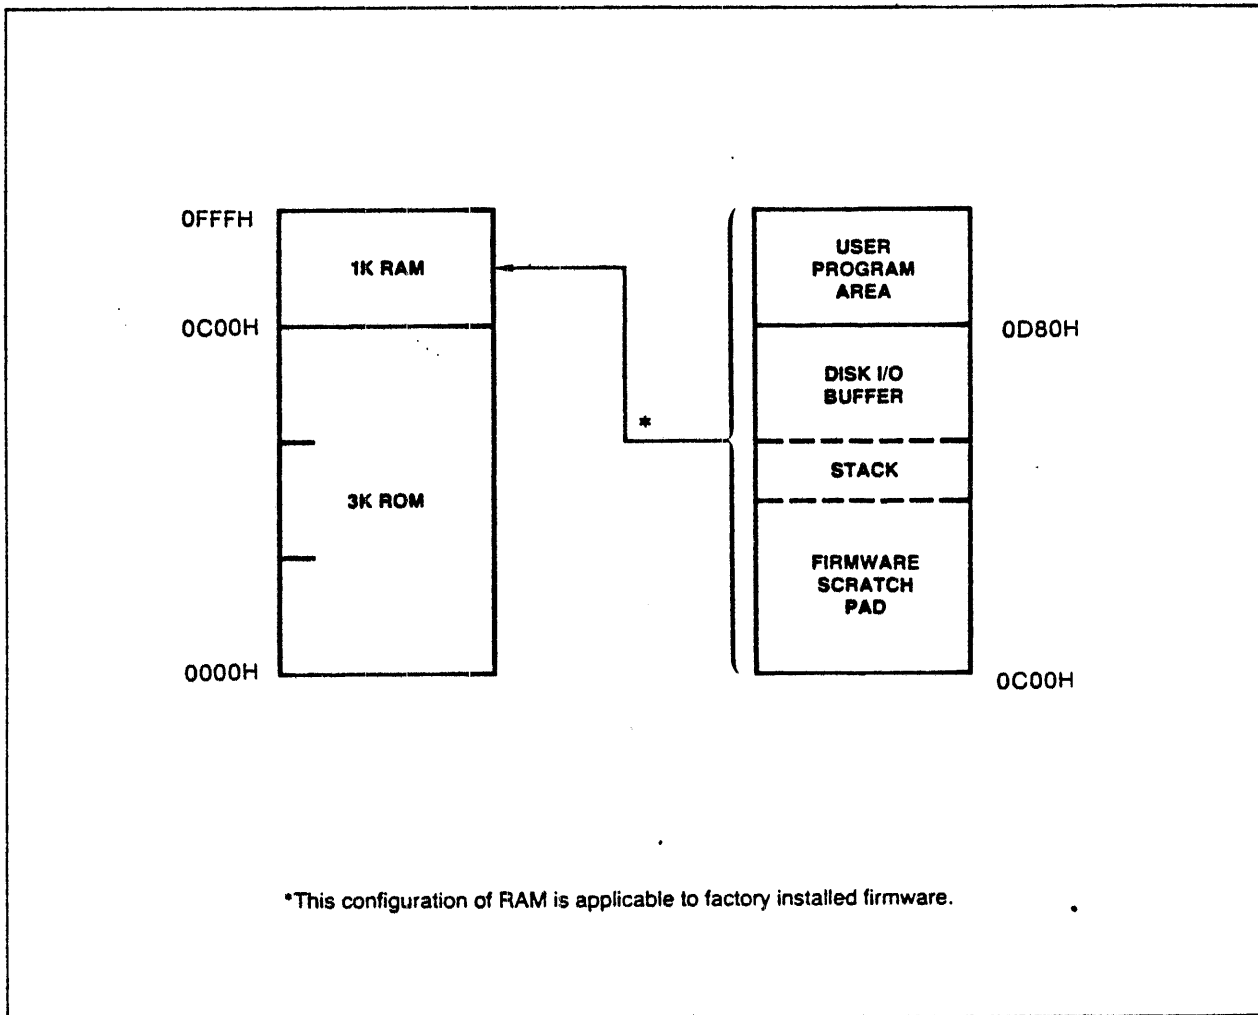 0FFFH
1K RAM
0C00H
3K ROM
0000H
*
USER
PROGRAM
AREA
0D80H
DISK I/O
BUFFER
STACK
FIRMWARE
SCRATCH
PAD
0C00H
*This configuration of RAM is applicable to factory installed firmware.